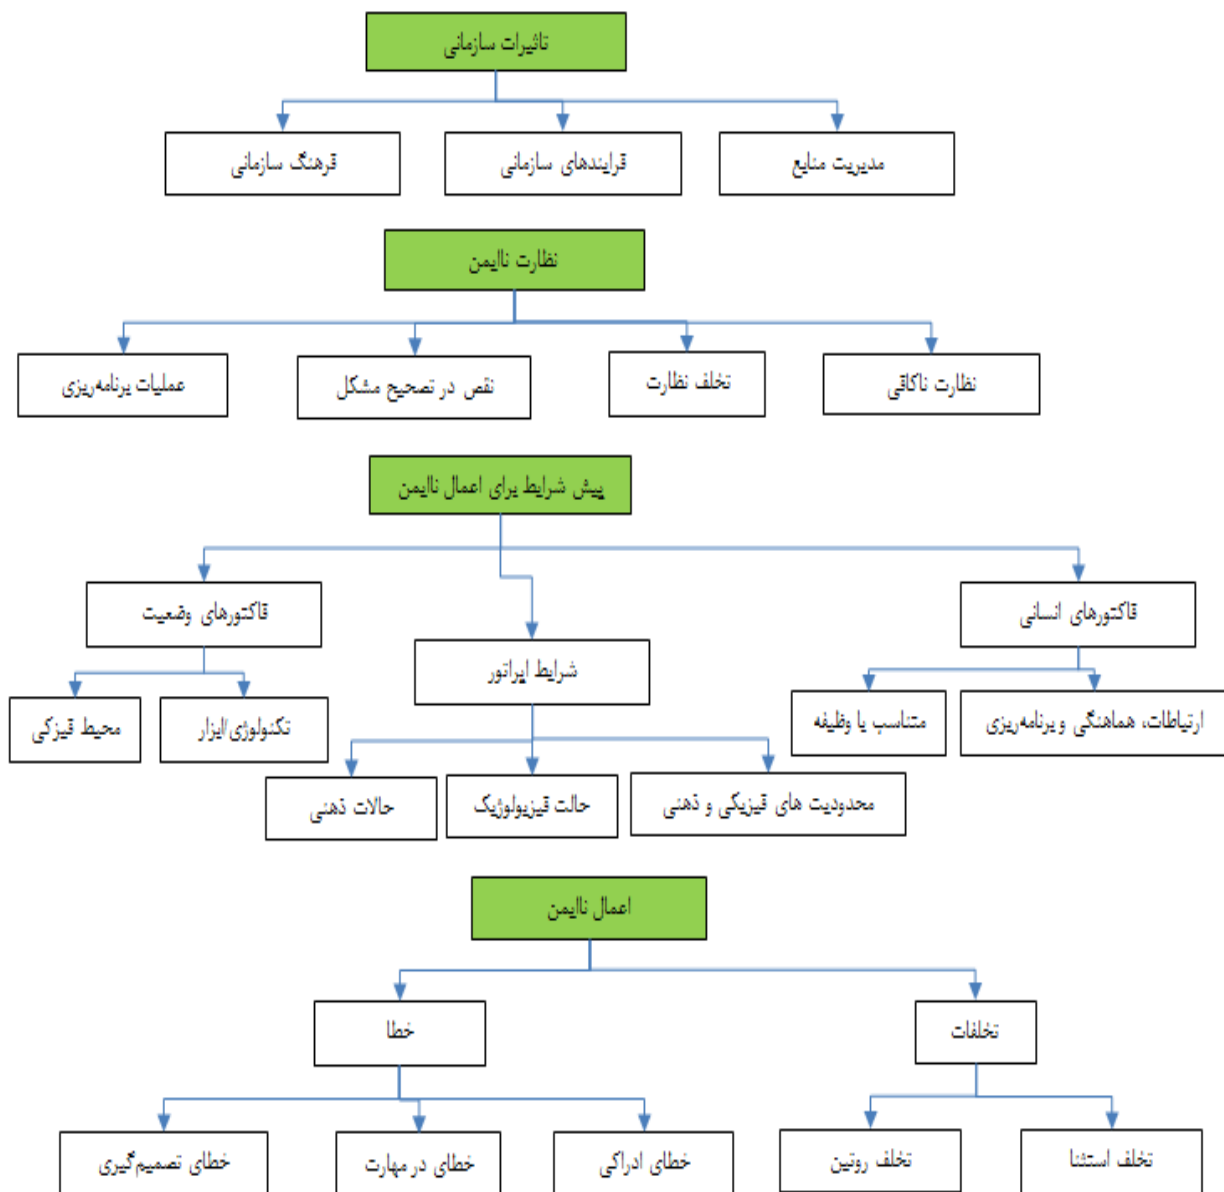 تاثیرات سازمانی
مدیریت منابع
فرایندهای سازمانی
فرهنگ سازمانی
نظارت ناایمن
نظارت ناکافی
تخلف نظارت
نقص در تصحیح مشکل
عملیات برنامه‌ریزی
پیش شرایط برای اعمال ناایمن
فاکتورهای انسانی
فاکتورهای وضعیت
شرایط اپراتور
ارتباطات، هماهنگی و برنامه‌ریزی
متناسب با وظیفه
تکنولوژی/ابزار
محیط فیزکی
محدودیت های فیزیکی و ذهنی
حالت فیزیولوژیک
حالات ذهنی
اعمال ناایمن
تخلفات
خطا
تخلف استثنا
تخلف روتین
خطای ادراکی
خطای در مهارت
خطای تصمیم‌گیری